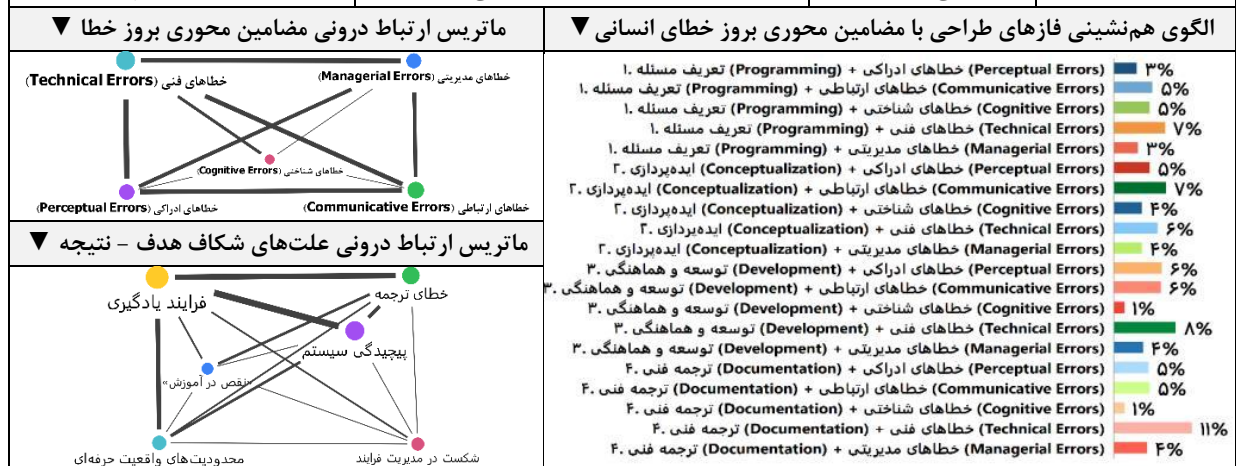 الگوی هم‌نشینی فازهای طراحی با مضامین محوری بروز خطای انسانی ▼
۱. تعریف مسئله (Programming) + خطاهای ادراکی (Perceptual Errors) ۳%
۱. تعریف مسئله (Programming) + خطاهای ارتباطی (Communicative Errors) ۵%
۱. تعریف مسئله (Programming) + خطاهای شناختی (Cognitive Errors) ۵%
۱. تعریف مسئله (Programming) + خطاهای فنی (Technical Errors) ۷%
۱. تعریف مسئله (Programming) + خطاهای مدیریتی (Managerial Errors) ۳%
۲. ایده‌پردازی (Conceptualization) + خطاهای ادراکی (Perceptual Errors) ۵%
۲. ایده‌پردازی (Conceptualization) + خطاهای ارتباطی (Communicative Errors) ۷%
۲. ایده‌پردازی (Conceptualization) + خطاهای شناختی (Cognitive Errors) ۴%
۲. ایده‌پردازی (Conceptualization) + خطاهای فنی (Technical Errors) ۶%
۲. ایده‌پردازی (Conceptualization) + خطاهای مدیریتی (Managerial Errors) ۴%
۳. توسعه و هماهنگی (Development) + خطاهای ادراکی (Perceptual Errors) ۶%
۳. توسعه و هماهنگی (Development) + خطاهای ارتباطی (Communicative Errors) ۶%
۳. توسعه و هماهنگی (Development) + خطاهای شناختی (Cognitive Errors) ۱%
۳. توسعه و هماهنگی (Development) + خطاهای فنی (Technical Errors) ۸%
۳. توسعه و هماهنگی (Development) + خطاهای مدیریتی (Managerial Errors) ۴%
۴. ترجمه فنی (Documentation) + خطاهای ادراکی (Perceptual Errors) ۵%
۴. ترجمه فنی (Documentation) + خطاهای ارتباطی (Communicative Errors) ۵%
۴. ترجمه فنی (Documentation) + خطاهای شناختی (Cognitive Errors) ۱%
۴. ترجمه فنی (Documentation) + خطاهای فنی (Technical Errors) ۱۱%
۴. ترجمه فنی (Documentation) + خطاهای مدیریتی (Managerial Errors) ۴%
ماتریس ارتباط درونی مضامین محوری بروز خطا ▼
خطاهای مدیریتی (Managerial Errors)
خطاهای فنی (Technical Errors)
خطاهای شناختی (Cognitive Errors)
خطاهای ارتباطی (Communicative Errors)
خطاهای ادراکی (Perceptual Errors)
ماتریس ارتباط درونی علت‌های شکاف هدف – نتیجه ▼
خطای ترجمه
فرایند یادگیری
پیچیدگی سیستم
«نقص در آموزش»
شکست در مدیریت فرایند
محدودیت‌های واقعیت حرفه‌ای